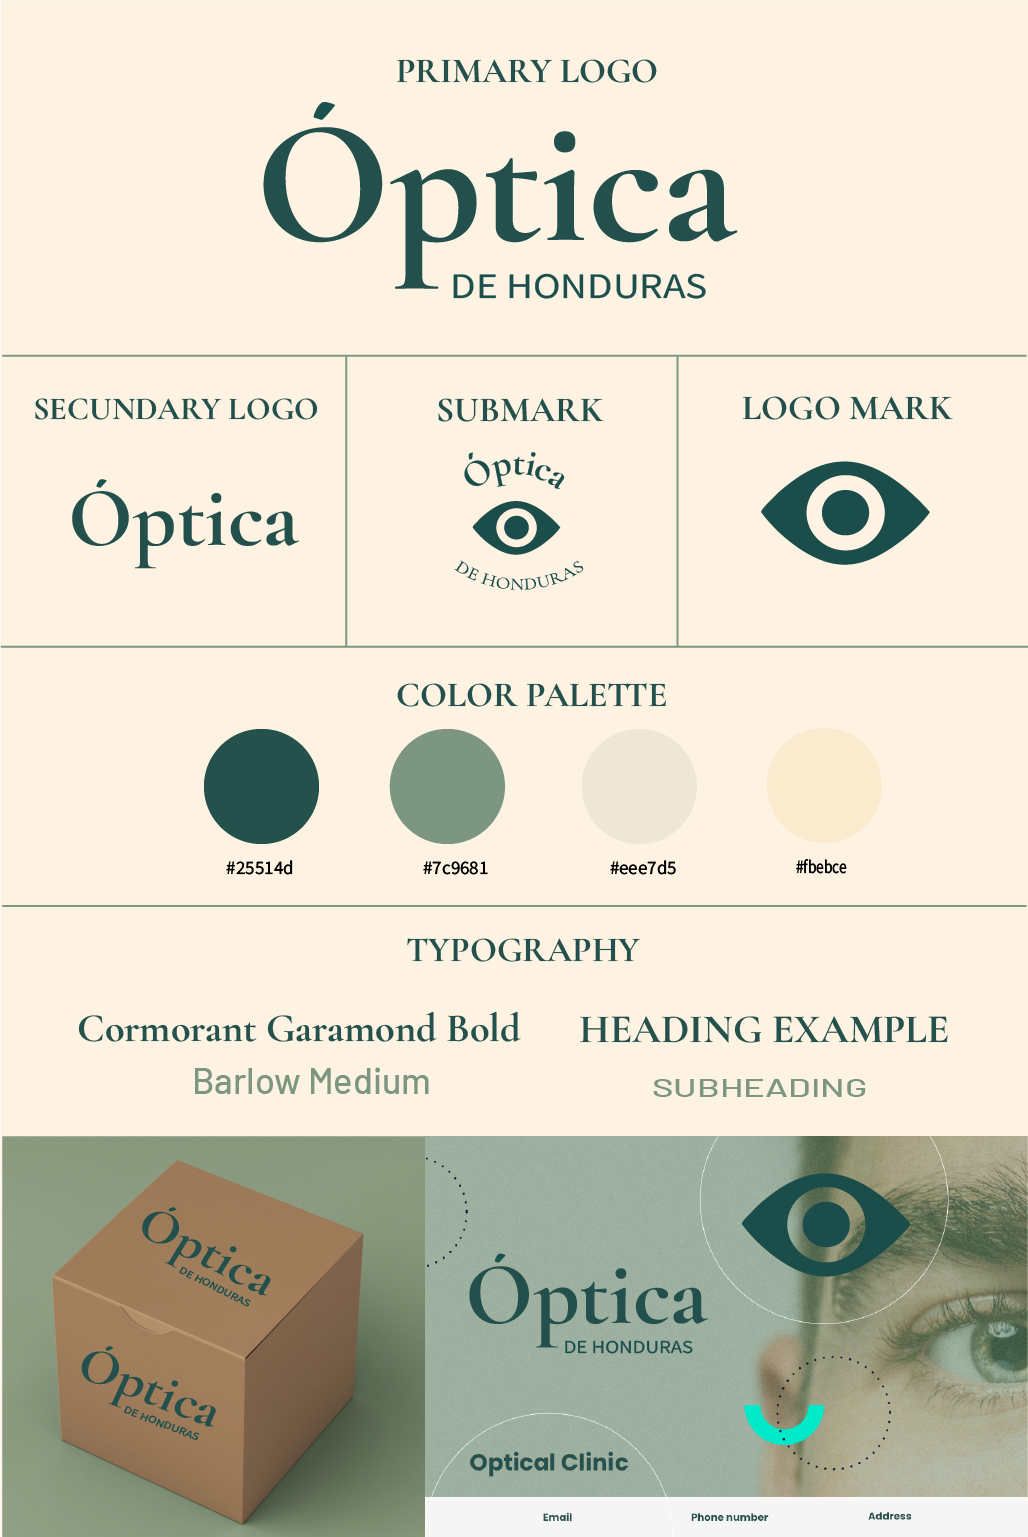 PRIMARY LOGO
Óptica
DE HONDURAS
SECUNDARY LOGO
Óptica
SUBMARK
Óptica
DE HONDURAS
LOGO MARK
COLOR PALETTE
#25514d
#7c9681
#eee7d5
#fbebce
TYPOGRAPHY
Cormorant Garamond Bold
Barlow Medium
HEADING EXAMPLE
SUBHEADING
Óptica
DE HONDURAS
Óptica
DE HONDURAS
Óptica
DE HONDURAS
Optical Clinic
Email
Phone number
Address